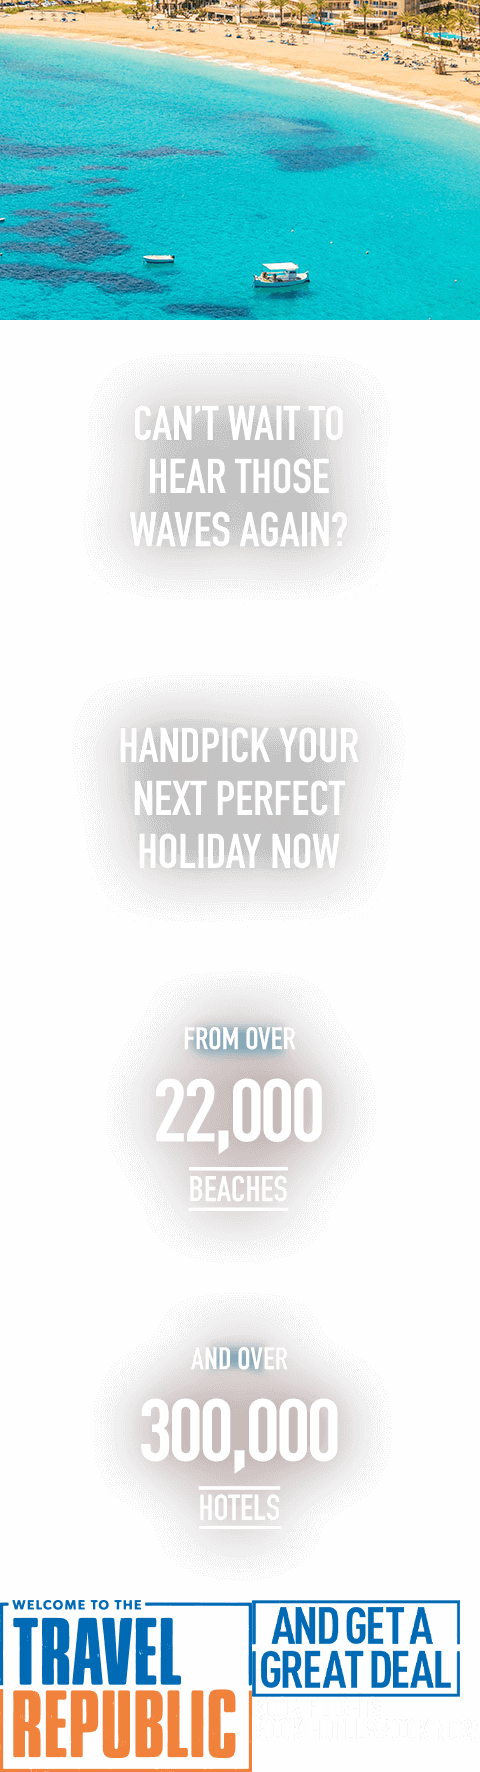 CAN'T WAIT TO
HEAR THOSE
WAVES AGAIN?
HANDPICK YOUR
NEXT PERFECT
HOLIDAY NOW
FROM OVER
22,000
BEACHES
AND OVER
300,000
HOTELS
WELCOME TO THE
TRAVEL
REPUBLIC
AND GET A
GREAT DEAL